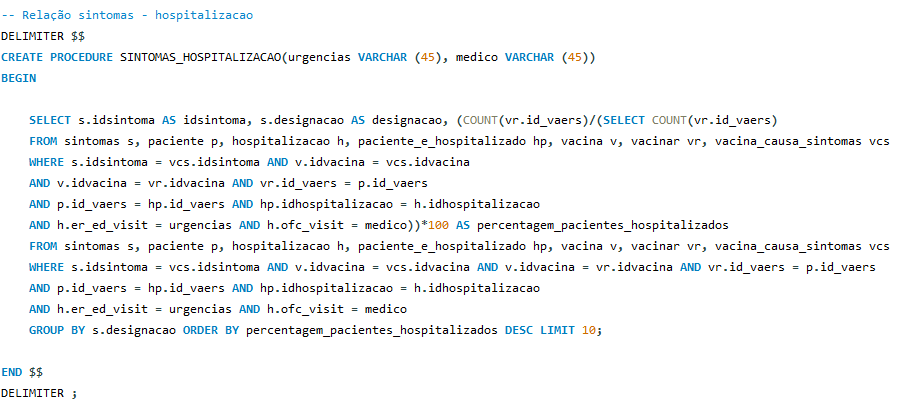 -- Relação sintomas - hospitalizacao
DELIMITER $$
CREATE PROCEDURE SINTOMAS_HOSPITALIZACAO(urgencias VARCHAR (45), medico VARCHAR (45))
BEGIN
SELECT s.idsintoma AS idsintoma, s.designacao AS designacao, (COUNT(vr.id_vaers)/(SELECT COUNT(vr.id_vaers)
FROM sintomas s, paciente p, hospitalizacao h, paciente_e_hospitalizado hp, vacina v, vacinar vr, vacina_causa_sintomas vcs
WHERE s.idsintoma = vcs.idsintoma AND v.idvacina = vcs.idvacina
AND v.idvacina = vr.idvacina AND vr.id_vaers = p.id_vaers
AND p.id_vaers = hp.id_vaers AND hp.idhospitalizacao = h.idhospitalizacao
AND h.er_ed_visit = urgencias AND h.ofc_visit = medico))*100 AS percentagem_pacientes_hospitalizados
FROM sintomas s, paciente p, hospitalizacao h, paciente_e_hospitalizado hp, vacina v, vacinar vr, vacina_causa_sintomas vcs
WHERE s.idsintoma = vcs.idsintoma AND v.idvacina = vcs.idvacina AND v.idvacina = vr.idvacina AND vr.id_vaers = p.id_vaers
AND p.id_vaers = hp.id_vaers AND hp.idhospitalizacao = h.idhospitalizacao
AND h.er_ed_visit = urgencias AND h.ofc_visit = medico
GROUP BY s.designacao ORDER BY percentagem_pacientes_hospitalizados DESC LIMIT 10;
END $$
DELIMITER ;